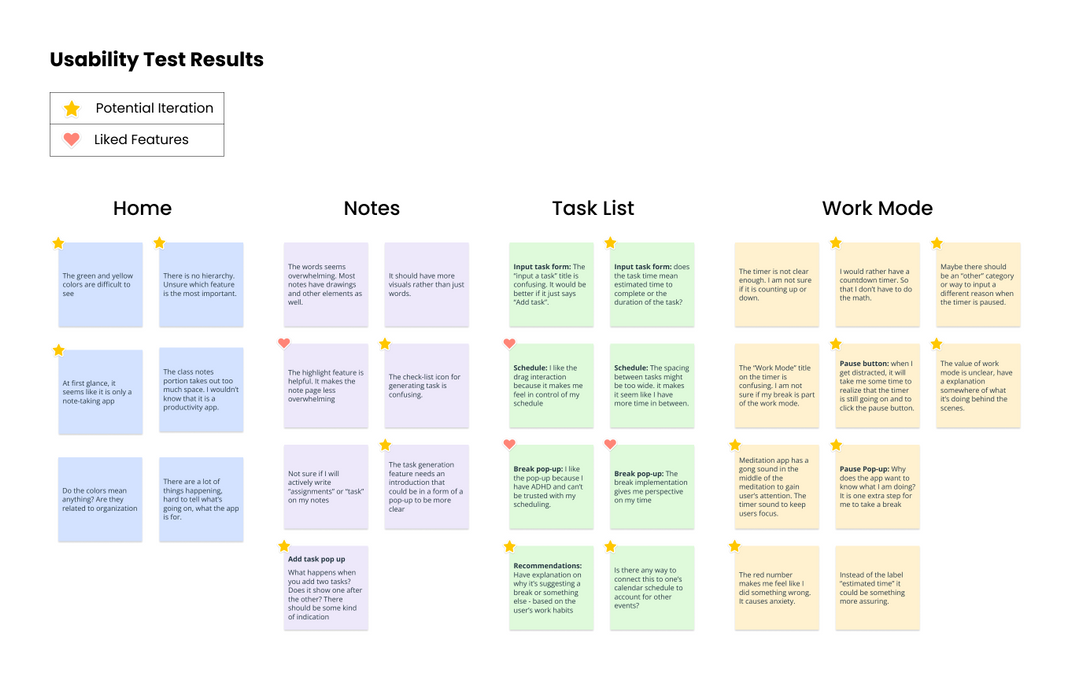 Usability Test Results
Potential Iteration
Liked Features
Home
The green and yellow
colors are difficult to
see
There is no hierarchy.
Unsure which feature
is the most important.
At first glance, it
seems like it is only a
note-taking app
The class notes
portion takes out too
much space. I wouldn't
know that it is a
productivity app.
Do the colors mean
anything? Are they
related to organization
There are a lot of
things happening,
hard to tell what's
going on, what the app
is for.
Notes
The words seems
overwhelming. Most
notes have drawings
and other elements as
well.
It should have more
visuals rather than just
words.
The highlight feature is
helpful. It makes the
note page less
overwhelming
The check-list icon for
generating task is
confusing.
Not sure if I will
actively write
"assignments" or "task"
on my notes
The task generation
feature needs an
introduction that
could be in a form of a
pop-up to be more
clear
Add task pop up
What happens when
you add two tasks?
Does it show one after
the other? There
should be some kind
of indication
Task List
Input task form: The
"input a task" title is
confusing. It would be
better if it just says
"Add task".
Input task form: does
the task time mean
estimated time to
complete or the
duration of the task?
Schedule: I like the
drag interaction
because it makes me
feel in control of my
schedule
Schedule: The spacing
between tasks might
be too wide. it makes
it seem like I have
more time in between.
Break pop-up: I like
the pop-up because I
have ADHD and can't
be trusted with my
scheduling.
Break pop-up: The
break implementation
gives me perspective
on my time
Recommendations:
Have explanation on
why it's suggesting a
break or something
else - based on the
user's work habits
Is there any way to
connect this to one's
calendar schedule to
account for other
events?
Work Mode
The timer is not clear
enough. I am not sure
if it is counting up or
down.
I would rather have a
countdown timer. So
that I don't have to do
the math.
Maybe there should
be an "other" category
or way to input a
different reason when
the timer is paused.
The "Work Mode" title
on the timer is
confusing. I am not
sure if my break is part
of the work mode.
Pause button: when I
get distracted, it will
take me some time to
realize that the timer
is still going on and to
click the pause button.
The value of work
mode is unclear, have
a explanation
somewhere of what
it's doing behind the
scenes.
Meditation app has a
gong sound in the
middle of the
meditation to gain
user's attention. The
timer sound to keep
users focus.
Pause Pop-up: Why
does the app want to
know what I am doing?
It is one extra step for
me to take a break
The red number
makes me feel like I
did something wrong.
It causes anxiety.
Instead of the label
"estimated time" it
could be something
more assuring.